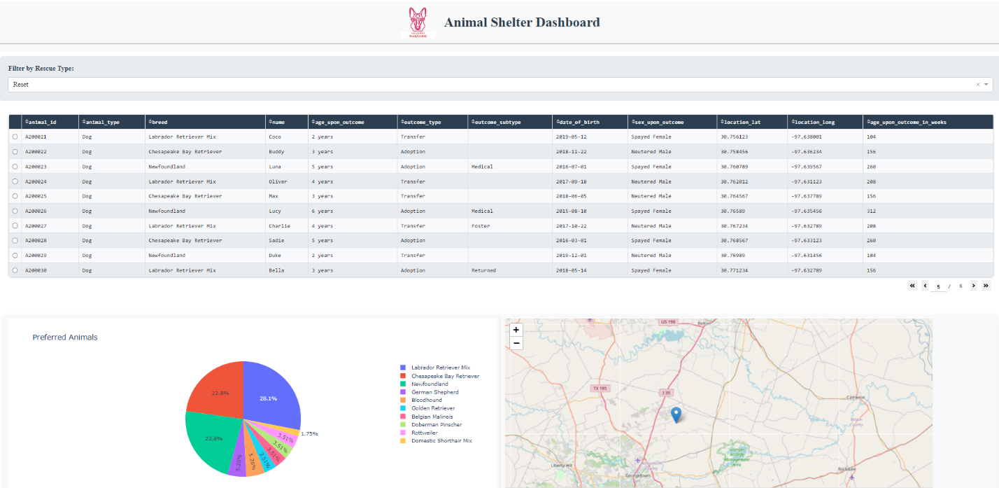 Animal Shelter Dashboard
Filter by Rescue Type:
Reset
animal_id animal_type breed name age_upon_outcome outcome_type outcome_subtype date_of_birth sex_upon_outcome location_lat location_long age_upon_outcome_in_weeks
A200021 Dog Labrador Retriever Mix Coco 2 years Transfer 2019-05-12 Spayed Female 30.756123 -97.638001 104
A200022 Dog Chesapeake Bay Retriever Buddy 3 years Adoption 2018-11-22 Neutered Male 30.758456 -97.636234 156
A200023 Dog Newfoundland Luna 5 years Adoption Medical 2016-07-01 Spayed Female 30.760789 -97.639567 260
A200024 Dog Labrador Retriever Mix Oliver 4 years Transfer 2017-09-18 Neutered Male 30.762012 -97.631123 208
A200025 Dog Chesapeake Bay Retriever Max 3 years Transfer 2018-06-05 Neutered Male 30.764567 -97.637789 156
A200026 Dog Newfoundland Lucy 6 years Adoption Medical 2015-08-10 Spayed Female 30.76589 -97.635456 312
A200027 Dog Labrador Retriever Mix Charlie 4 years Transfer Foster 2017-10-22 Neutered Male 30.767234 -97.632789 208
A200028 Dog Chesapeake Bay Retriever Sadie 5 years Adoption 2016-03-01 Spayed Female 30.768567 -97.633123 260
A200029 Dog Newfoundland Duke 2 years Transfer 2019-12-01 Neutered Male 30.76989 -97.631456 104
A200030 Dog Labrador Retriever Mix Bella 3 years Adoption Returned 2018-05-14 Spayed Female 30.771234 -97.632789 156
5 / 6
Preferred Animals
28.1%
22.8%
22.8%
5.26%
5.26%
3.51%
3.51%
3.51%
3.51%
1.75%
Labrador Retriever Mix
Chesapeake Bay Retriever
Newfoundland
German Shepherd
Bloodhound
Golden Retriever
Belgian Malinois
Doberman Pinscher
Rottweiler
Domestic Shorthair Mix
+
−
US 190
Belton
TX 195
I 35
Cameron
Milam
County
Granger
Wildlife
Management
Area
Liberty Hill
Williamson
County
Georgetown
Rockdale